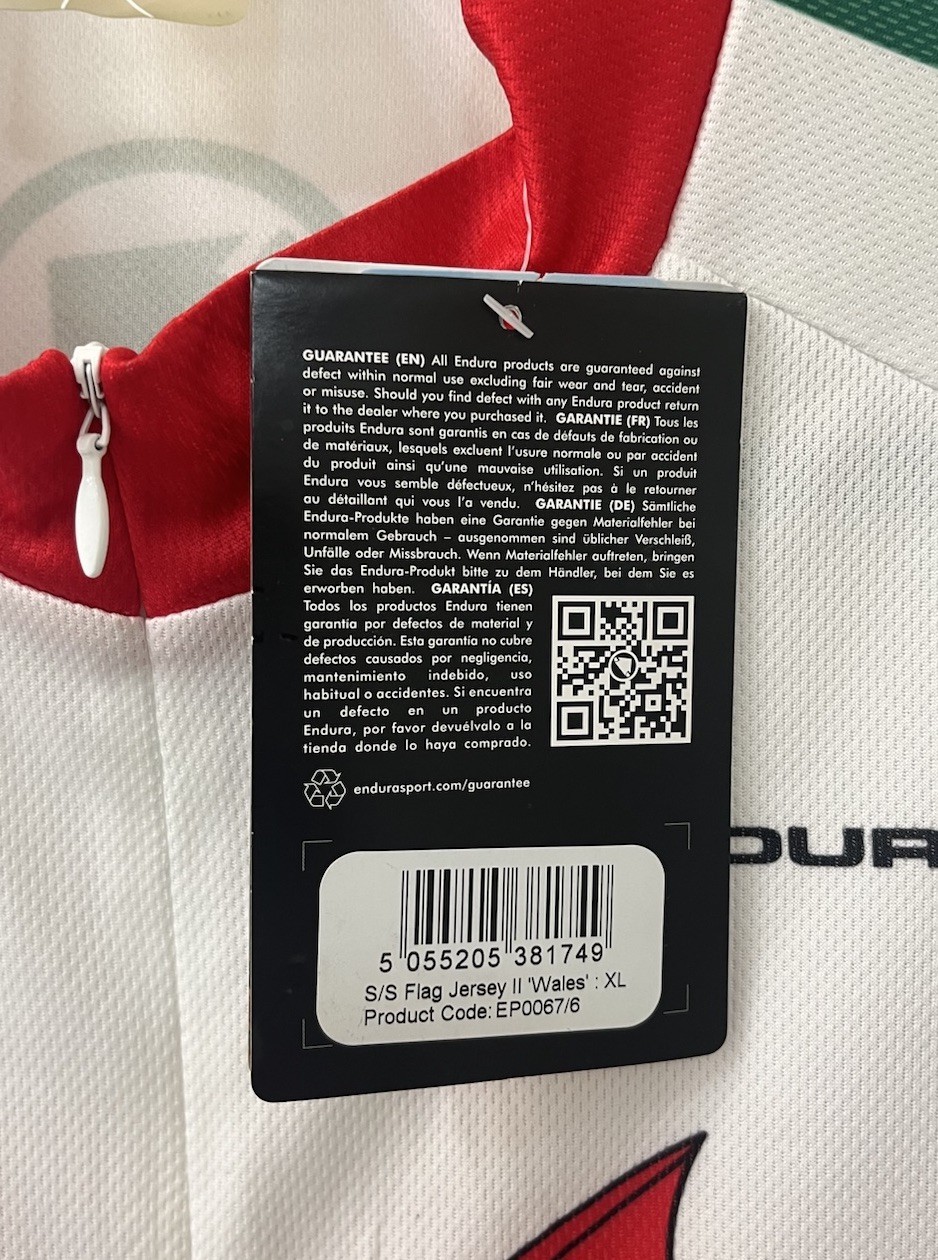 GUARANTEE (EN) All Endura products are guaranteed against
defect within normal use excluding fair wear and tear, accident
or misuse. Should you find defect with any Endura product return
it to the dealer where you purchased it. GARANTIE (FR) Tous les
produits Endura sont garantis en cas de défauts de fabrication ou
de matériaux, lesquels excluent l'usure normale ou par accident
du produit ainsi qu'une mauvaise utilisation. Si un produit
Endura vous semble défectueux, n'hésitez pas à le retourner
au détaillant qui vous l'a vendu. GARANTIE (DE) Sämtliche
Endura-Produkte haben eine Garantie gegen Materialfehler bei
normalem Gebrauch – ausgenommen sind üblicher Verschleiß,
Unfälle oder Missbrauch. Wenn Materialfehler auftreten, bringen
Sie das Endura-Produkt bitte zu dem Händler, bei dem Sie es
erworben haben. GARANTÍA (ES)
Todos los productos Endura tienen
garantía por defectos de material y
de producción. Esta garantía no cubre
defectos causados por negligencia,
mantenimiento indebido, uso
habitual o accidentes. Si encuentra
un defecto en un producto
Endura, por favor devuélvalo a la
tienda donde lo haya comprado.
endurasport.com/guarantee
DUR
5 055205 381749
S/S Flag Jersey II 'Wales' : XL
Product Code: EP0067/6